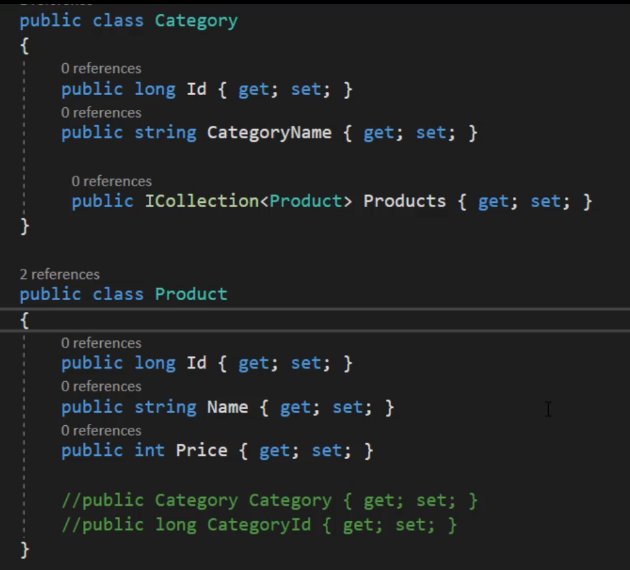 public class Category
{
0 references
public long Id { get; set; }
0 references
public string CategoryName { get; set; }
0 references
public ICollection<Product> Products { get; set; }
}
2 references
public class Product
{
0 references
public long Id { get; set; }
0 references
public string Name { get; set; }
0 references
public int Price { get; set; }
//public Category Category { get; set; }
//public long CategoryId { get; set; }
}